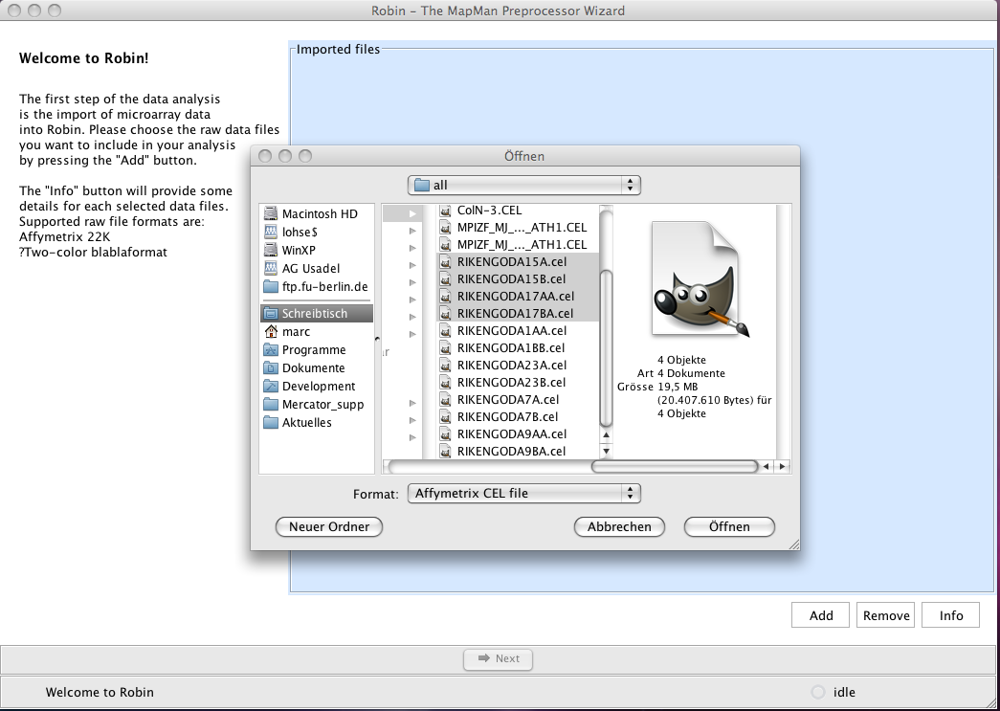 Robin – The MapMan Preprocessor Wizard
Welcome to Robin!
The first step of the data analysis
is the import of microarray data
into Robin. Please choose the raw data files
you want to include in your analysis
by pressing the "Add" button.
The "Info" button will provide some
details for each selected data files.
Supported raw file formats are:
Affymetrix 22K
?Two-color blablaformat
Imported files
Öffnen
all
Macintosh HD
lohse$
WinXP
AG Usadel
ftp.fu-berlin.de
Schreibtisch
marc
Programme
Dokumente
Development
Mercator_supp
Aktuelles
ar
ColN-3.CEL
MPIZF_MJ_..._ATH1.CEL
MPIZF_MJ_..._ATH1.CEL
RIKENGODA15A.cel
RIKENGODA15B.cel
RIKENGODA17AA.cel
RIKENGODA17BA.cel
RIKENGODA1AA.cel
RIKENGODA1BB.cel
RIKENGODA23A.cel
RIKENGODA23B.cel
RIKENGODA7A.cel
RIKENGODA7B.cel
RIKENGODA9AA.cel
RIKENGODA9BA.cel
4 Objekte
Art 4 Dokumente
Grösse 19,5 MB
(20.407.610 Bytes) für
4 Objekte
Format: Affymetrix CEL file
Neuer Ordner Abbrechen Öffnen
Add Remove Info
Next
Welcome to Robin idle